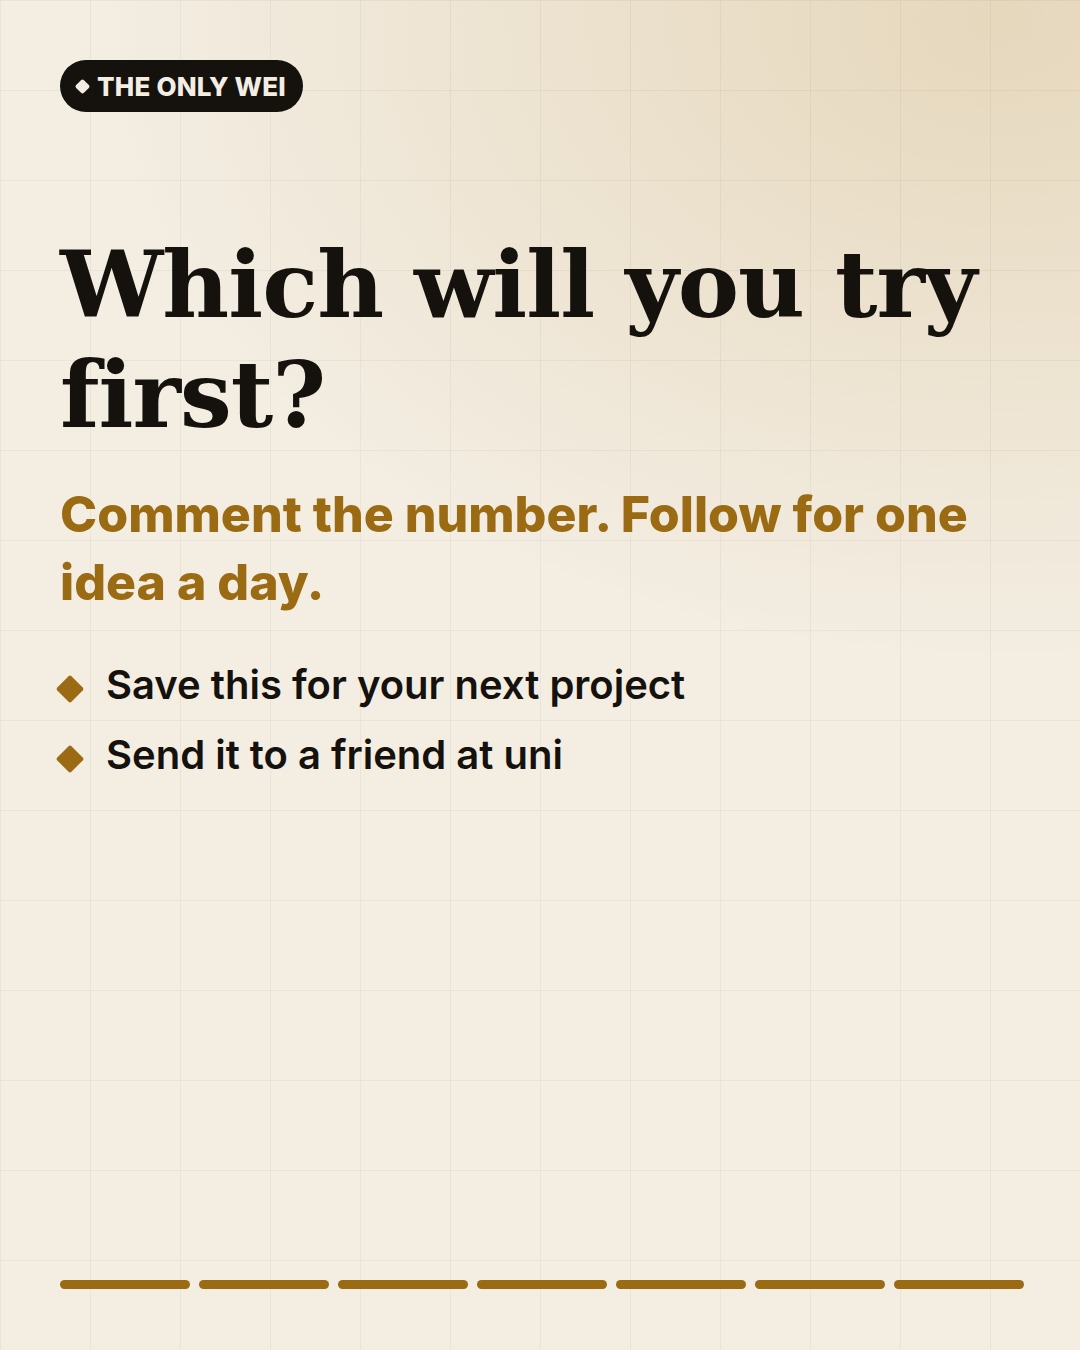 THE ONLY WEI
Which will you try
first?
Comment the number. Follow for one
idea a day.
Save this for your next project
Send it to a friend at uni